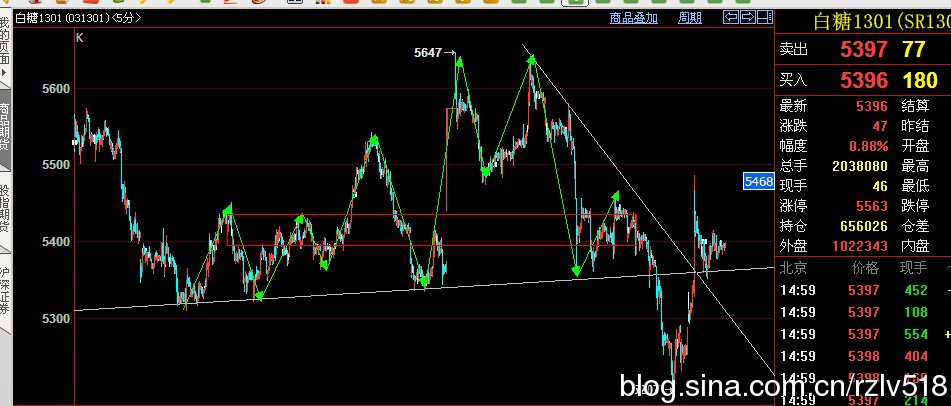 白糖1301 (031301)<5分>
商品叠加 周期
白糖1301(SR130
K
5647
5600
5500
5400
5300
5468
我的页面
商品期货
股指期货
沪深证券
卖出 5397 77
买入 5396 180
最新 5396 结算
涨跌 47 昨结
幅度 0.88% 开盘
总手 2038080 最高
现手 46 最低
涨停 5563 跌停
持仓 656026 仓差
外盘 1022343 内盘
北京 价格 现手
14:59 5397 452
14:59 5397 108
14:59 5397 554
14:59 5398 404
14:59 5398
14:59 5397 214
blog.sina.com.cn/rzlv518